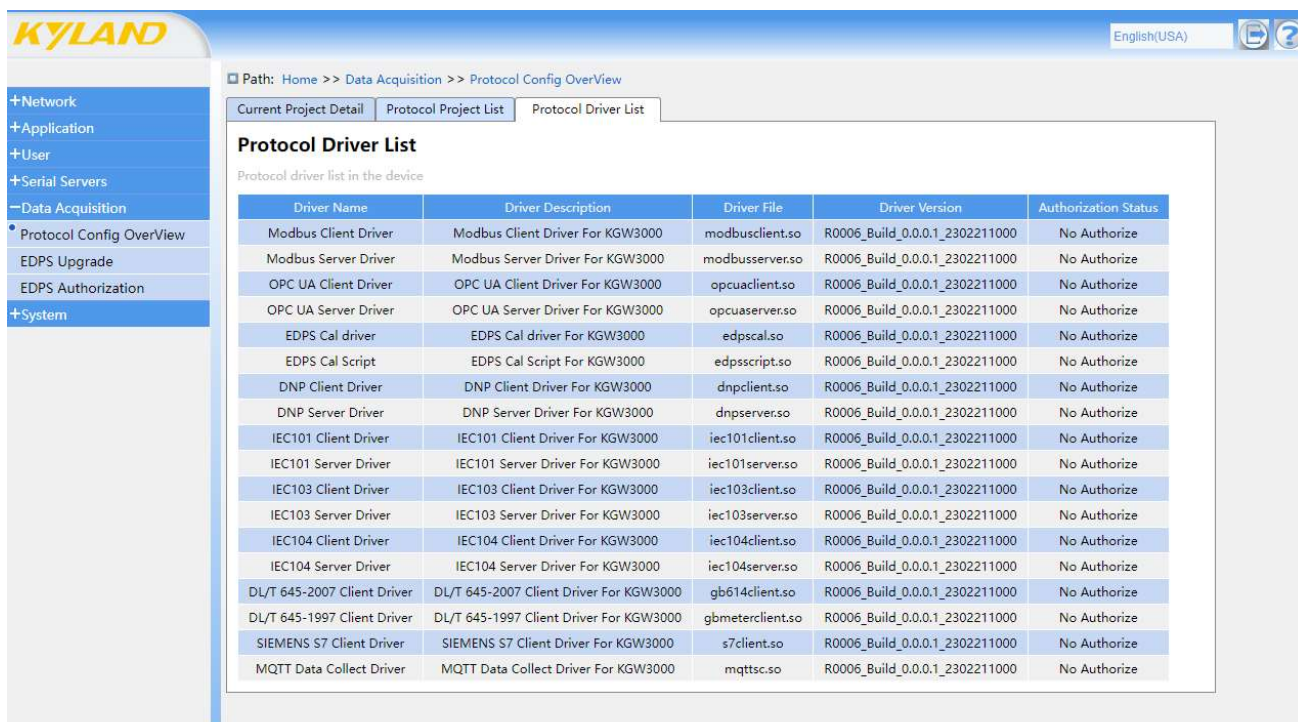 KYLAND
English(USA)
+Network
+Application
+User
+Serial Servers
−Data Acquisition
Protocol Config OverView
EDPS Upgrade
EDPS Authorization
+System
Path: Home >> Data Acquisition >> Protocol Config OverView
Current Project Detail Protocol Project List Protocol Driver List
Protocol Driver List
Protocol driver list in the device
Driver Name Driver Description Driver File Driver Version Authorization Status
Modbus Client Driver Modbus Client Driver For KGW3000 modbusclient.so R0006_Build_0.0.0.1_2302211000 No Authorize
Modbus Server Driver Modbus Server Driver For KGW3000 modbusserver.so R0006_Build_0.0.0.1_2302211000 No Authorize
OPC UA Client Driver OPC UA Client Driver For KGW3000 opcuaclient.so R0006_Build_0.0.0.1_2302211000 No Authorize
OPC UA Server Driver OPC UA Server Driver For KGW3000 opcuaserver.so R0006_Build_0.0.0.1_2302211000 No Authorize
EDPS Cal driver EDPS Cal driver For KGW3000 edpscal.so R0006_Build_0.0.0.1_2302211000 No Authorize
EDPS Cal Script EDPS Cal Script For KGW3000 edpsscript.so R0006_Build_0.0.0.1_2302211000 No Authorize
DNP Client Driver DNP Client Driver For KGW3000 dnpclient.so R0006_Build_0.0.0.1_2302211000 No Authorize
DNP Server Driver DNP Server Driver For KGW3000 dnpserver.so R0006_Build_0.0.0.1_2302211000 No Authorize
IEC101 Client Driver IEC101 Client Driver For KGW3000 iec101client.so R0006_Build_0.0.0.1_2302211000 No Authorize
IEC101 Server Driver IEC101 Server Driver For KGW3000 iec101server.so R0006_Build_0.0.0.1_2302211000 No Authorize
IEC103 Client Driver IEC103 Client Driver For KGW3000 iec103client.so R0006_Build_0.0.0.1_2302211000 No Authorize
IEC103 Server Driver IEC103 Server Driver For KGW3000 iec103server.so R0006_Build_0.0.0.1_2302211000 No Authorize
IEC104 Client Driver IEC104 Client Driver For KGW3000 iec104client.so R0006_Build_0.0.0.1_2302211000 No Authorize
IEC104 Server Driver IEC104 Server Driver For KGW3000 iec104server.so R0006_Build_0.0.0.1_2302211000 No Authorize
DL/T 645-2007 Client Driver DL/T 645-2007 Client Driver For KGW3000 gb614client.so R0006_Build_0.0.0.1_2302211000 No Authorize
DL/T 645-1997 Client Driver DL/T 645-1997 Client Driver For KGW3000 gbmeterclient.so R0006_Build_0.0.0.1_2302211000 No Authorize
SIEMENS S7 Client Driver SIEMENS S7 Client Driver For KGW3000 s7client.so R0006_Build_0.0.0.1_2302211000 No Authorize
MQTT Data Collect Driver MQTT Data Collect Driver For KGW3000 mqttsc.so R0006_Build_0.0.0.1_2302211000 No Authorize